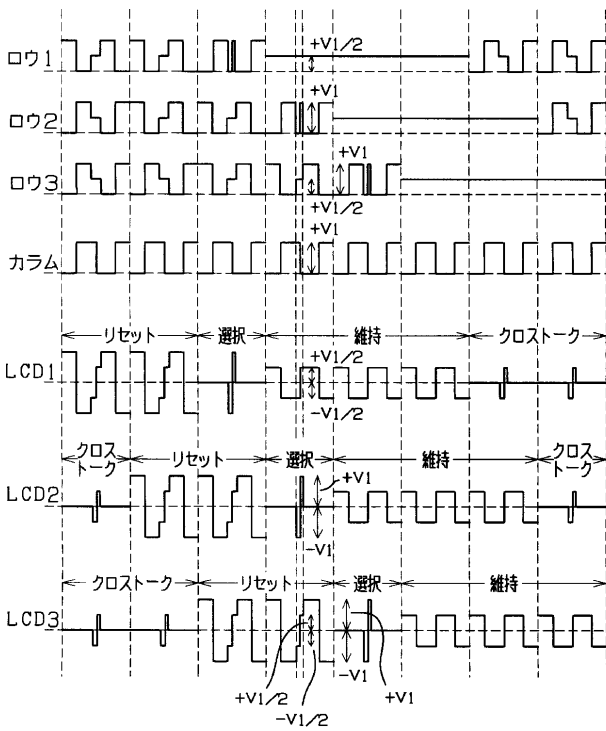 ロウ1
+V1/2
ロウ2
+V1
ロウ3
+V1
+V1/2
カラム
+V1
リセット
選択
維持
クロストーク
LCD1
+V1/2
-V1/2
クロス
トーク
リセット
選択
維持
クロス
トーク
LCD2
+V1
-V1
クロストーク
リセット
選択
維持
LCD3
-V1
+V1/2
-V1/2
+V1